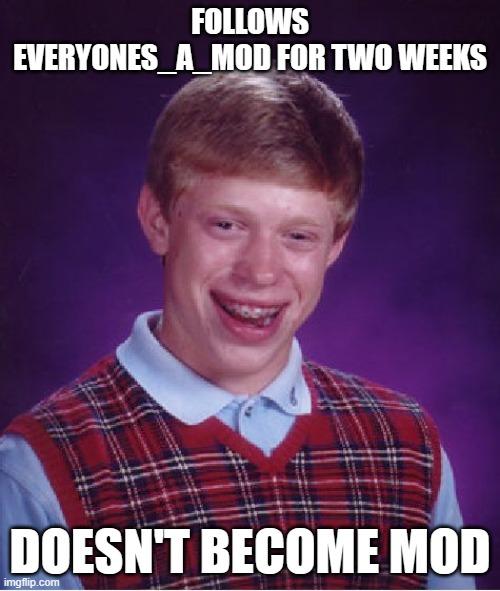 FOLLOWS
EVERYONES_A_MOD FOR TWO WEEKS
DOESN'T BECOME MOD
imgflip.com